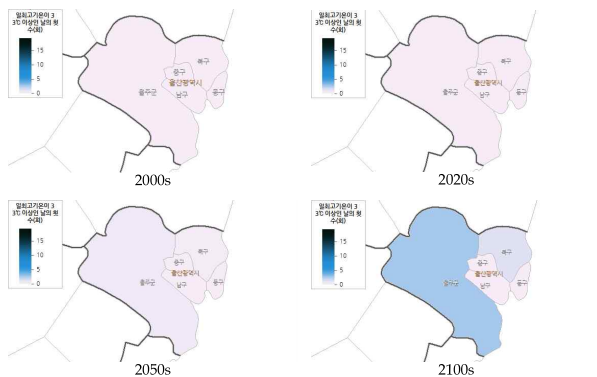 일최고기온이 3
3℃ 이상인 날의 횟
수(회)
15
10
5
0
북구
중구
울산광역시
울주군
남구
동구
2000s
일최고기온이 3
3℃ 이상인 날의 횟
수(회)
15
10
5
0
북구
중구
울산광역시
울주군
남구
동구
2020s
일최고기온이 3
3℃ 이상인 날의 횟
수(회)
15
10
5
0
북구
중구
울산광역시
울주군
남구
동구
2050s
일최고기온이 3
3℃ 이상인 날의 횟
수(회)
15
10
5
0
북구
중구
울산광역시
울주군
남구
동구
2100s